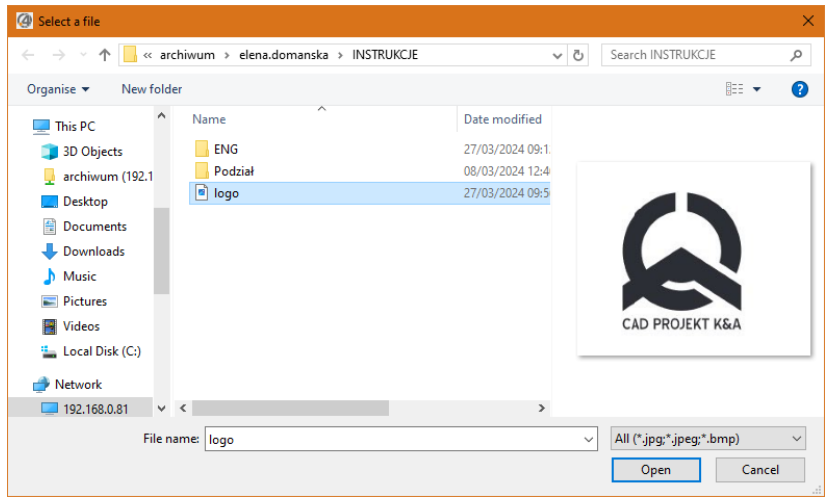 Select a file
« archiwum › elena.domanska › INSTRUKCJE
Search INSTRUKCJE
Organise
New folder
This PC
3D Objects
archiwum (192.1
Desktop
Documents
Downloads
Music
Pictures
Videos
Local Disk (C:)
Network
192.168.0.81
Name Date modified
ENG 27/03/2024 09:1
Podział 08/03/2024 12:4
logo 27/03/2024 09:5
CAD PROJEKT K&A
File name: logo
All (*.jpg;*.jpeg;*.bmp)
Open Cancel